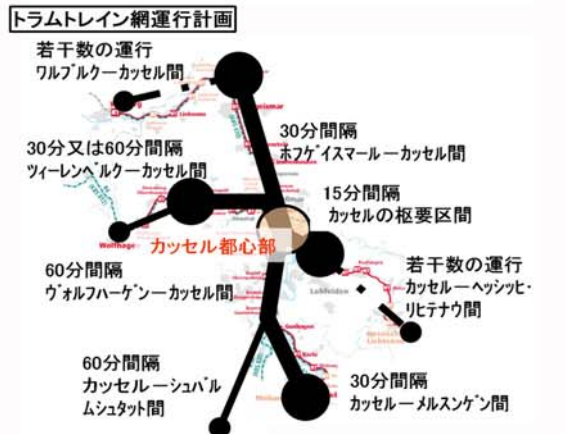 トラムトレイン網運行計画
若干数の運行
ワルブルクーカッセル間
30分又は60分間隔
ツィーレンベルクーカッセル間
30分間隔
ホフゲイスマールーカッセル間
15分間隔
カッセルの枢要区間
カッセル都心部
Wolfhage
60分間隔
ヴォルフハーゲンーカッセル間
若干数の運行
カッセルーヘッシッヒ・
リヒテナウ間
60分間隔
カッセルーシュバル
ムシュタット間
30分間隔
カッセルーメルスンゲン間